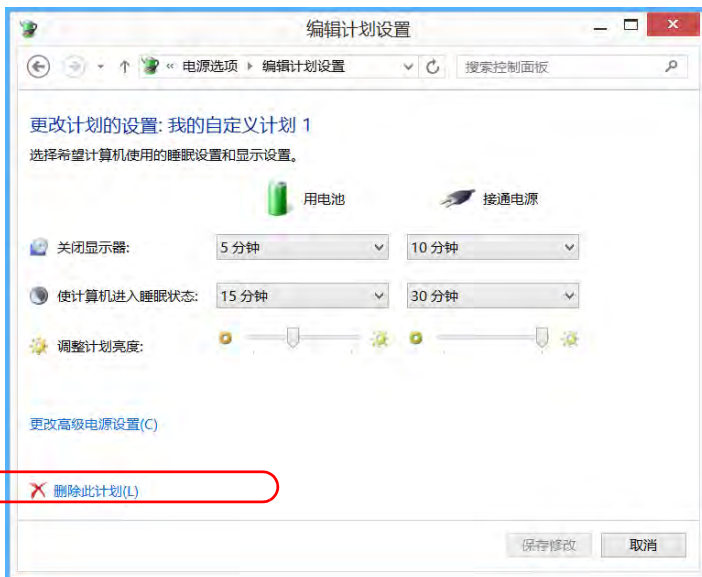 编辑计划设置
« 电源选项 ▸ 编辑计划设置
搜索控制面板
更改计划的设置: 我的自定义计划 1
选择希望计算机使用的睡眠设置和显示设置。
用电池 接通电源
关闭显示器: 5 分钟 10 分钟
使计算机进入睡眠状态: 15 分钟 30 分钟
调整计划亮度:
更改高级电源设置(C)
删除此计划(L)
保存修改 取消